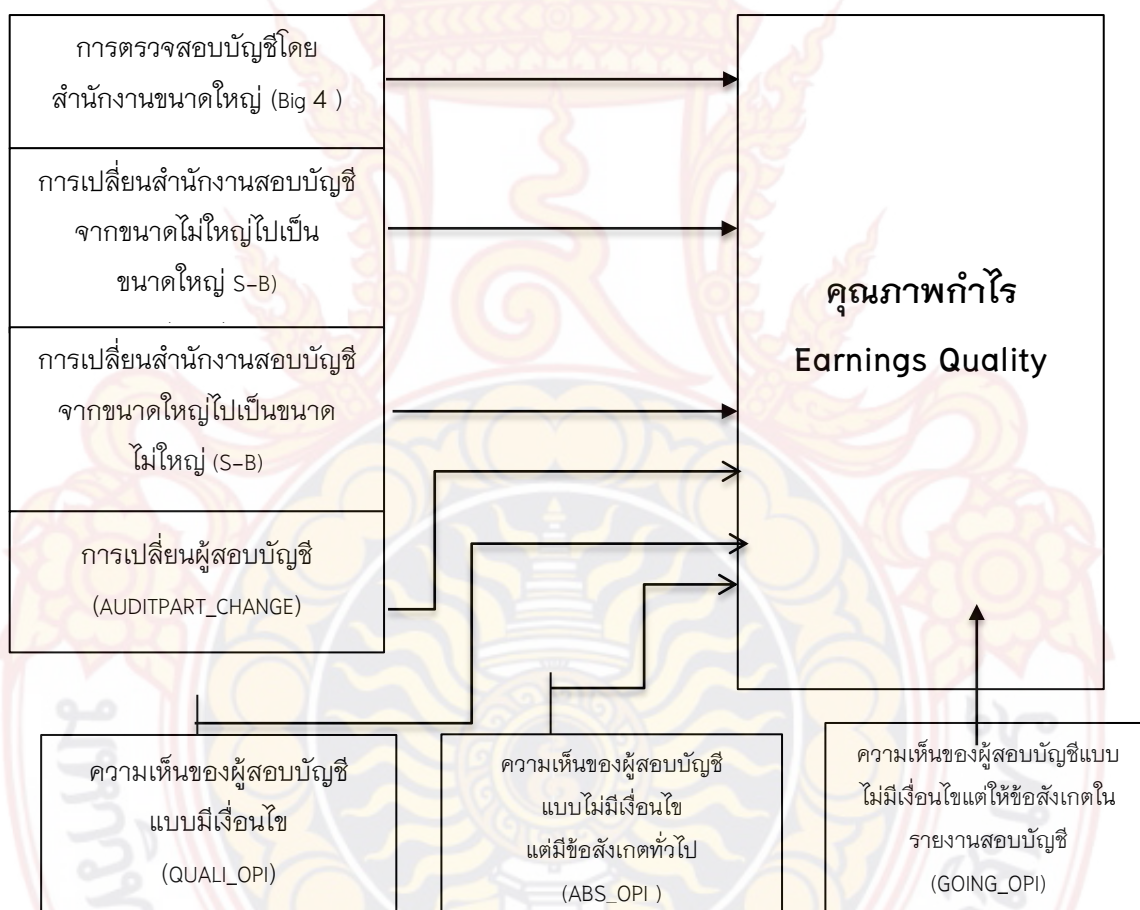 การตรวจสอบบัญชีโดย
สำนักงานขนาดใหญ่ (Big 4 )
การเปลี่ยนสำนักงานสอบบัญชี
จากขนาดไม่ใหญ่ไปเป็น
ขนาดใหญ่ S-B)
การเปลี่ยนสำนักงานสอบบัญชี
จากขนาดใหญ่ไปเป็นขนาด
ไม่ใหญ่ (S-B)
การเปลี่ยนผู้สอบบัญชี
(AUDITPART_CHANGE)
คุณภาพกำไร
Earnings Quality
ความเห็นของผู้สอบบัญชี
แบบมีเงื่อนไข
(QUALI_OPI)
ความเห็นของผู้สอบบัญชี
แบบไม่มีเงื่อนไข
แต่มีข้อสังเกตทั่วไป
(ABS_OPI )
ความเห็นของผู้สอบบัญชีแบบ
ไม่มีเงื่อนไขแต่ให้ข้อสังเกตใน
รายงานสอบบัญชี
(GOING_OPI)